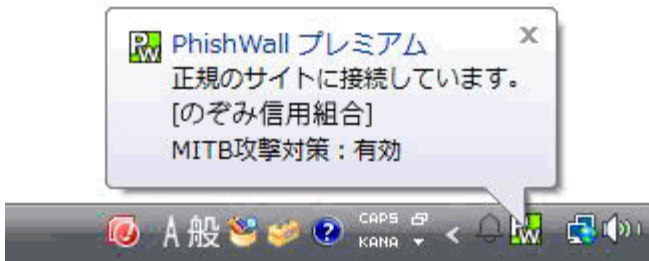 PW PhishWall プレミアム
正規のサイトに接続しています。
[のぞみ信用組合]
MITB攻撃対策：有効
A 般 ? CAPS
KANA < PW